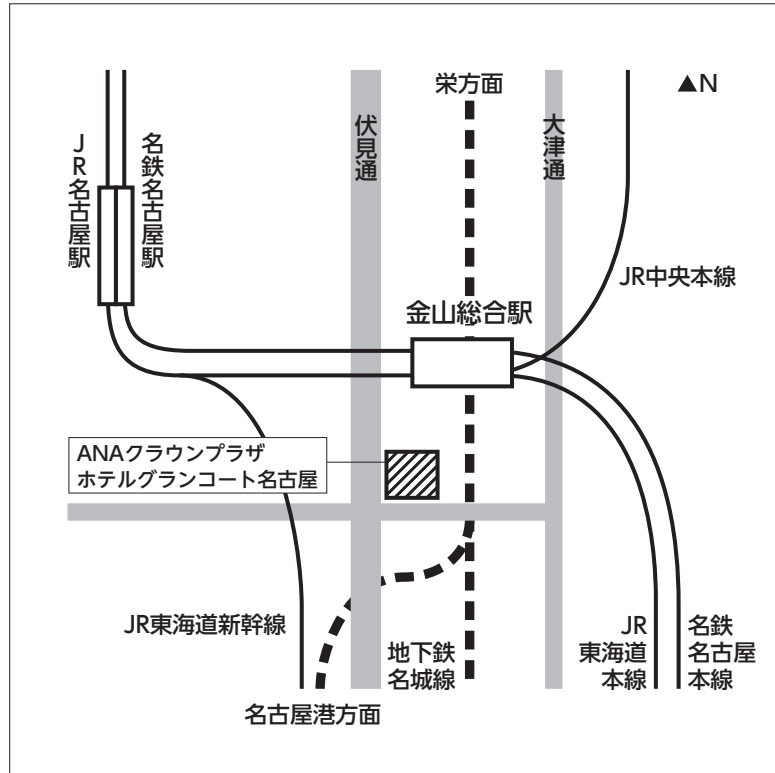 栄方面
▲N
伏見通
大津通
JR名古屋駅
名鉄名古屋駅
JR中央本線
金山総合駅
ANAクラウンプラザ
ホテルグランコート名古屋
JR東海道新幹線
地下鉄
名城線
JR
東海道
本線
名鉄
名古屋
本線
名古屋港方面